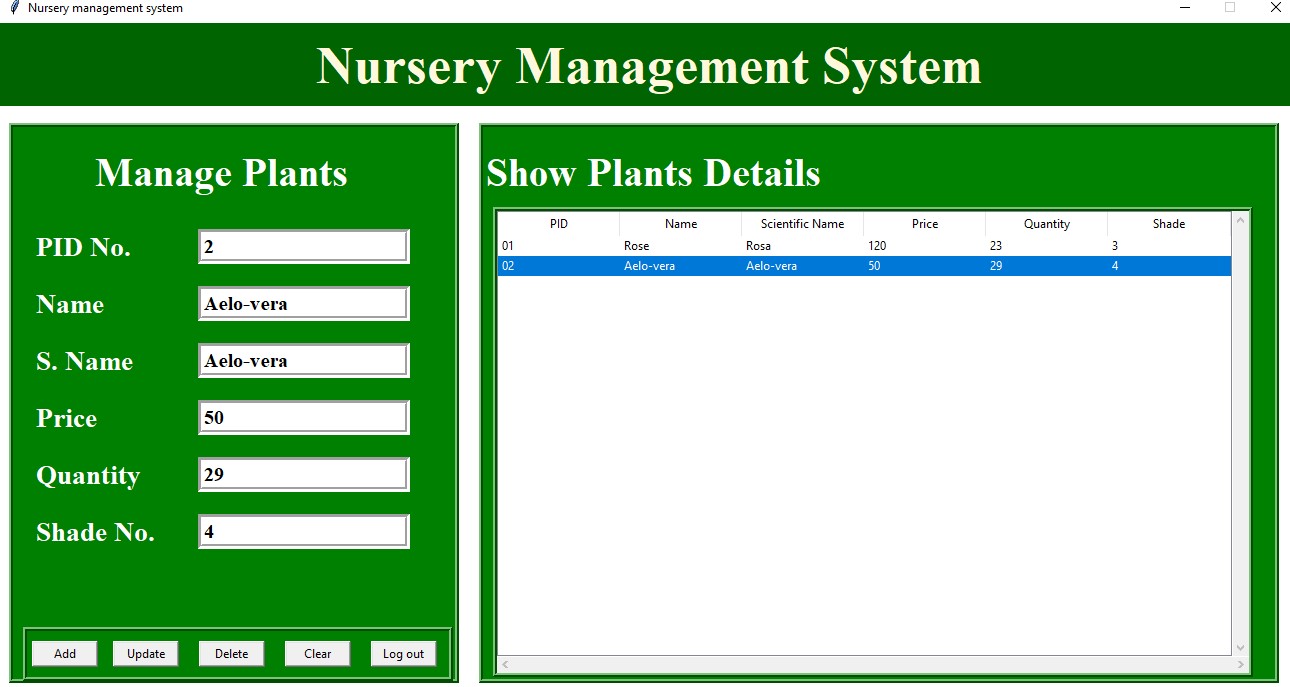 Nursery management system
Nursery Management System
Manage Plants
PID No. 2
Name Aelo-vera
S. Name Aelo-vera
Price 50
Quantity 29
Shade No. 4
Add Update Delete Clear Log out
Show Plants Details
PID Name Scientific Name Price Quantity Shade
01 Rose Rosa 120 23 3
02 Aelo-vera Aelo-vera 50 29 4